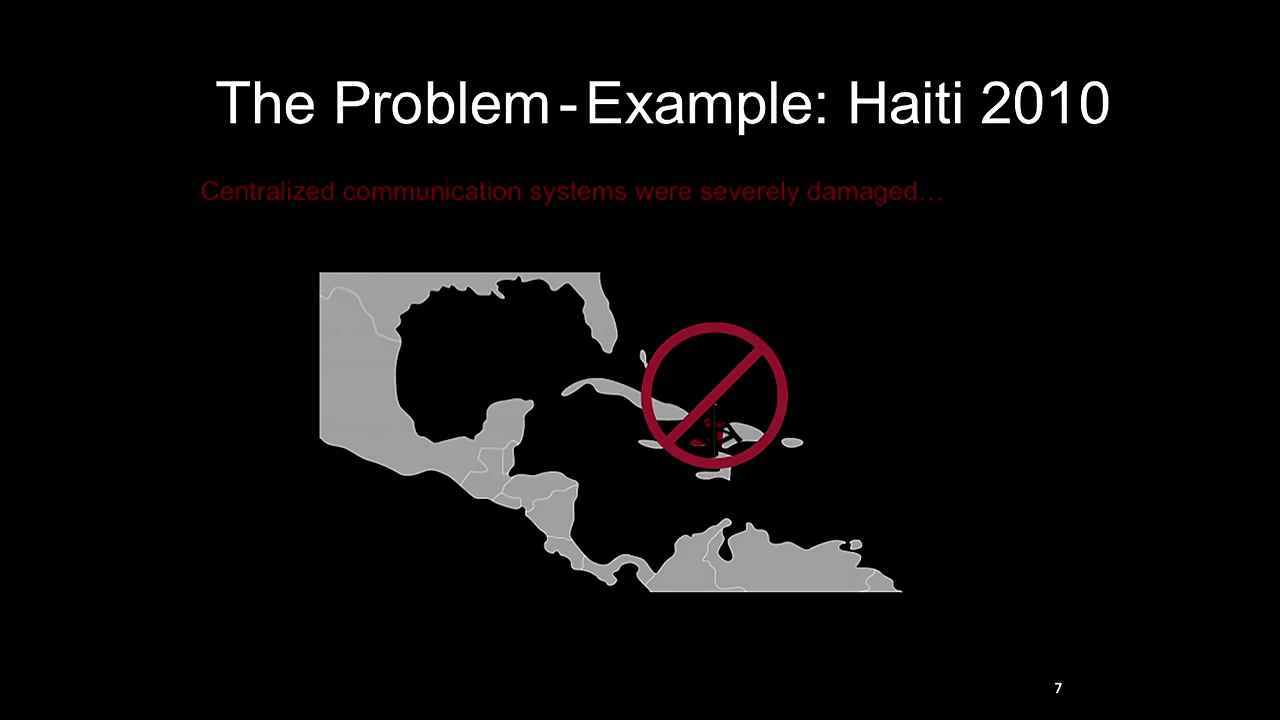 The Problem - Example: Haiti 2010
Centralized communication systems were severely damaged…
7